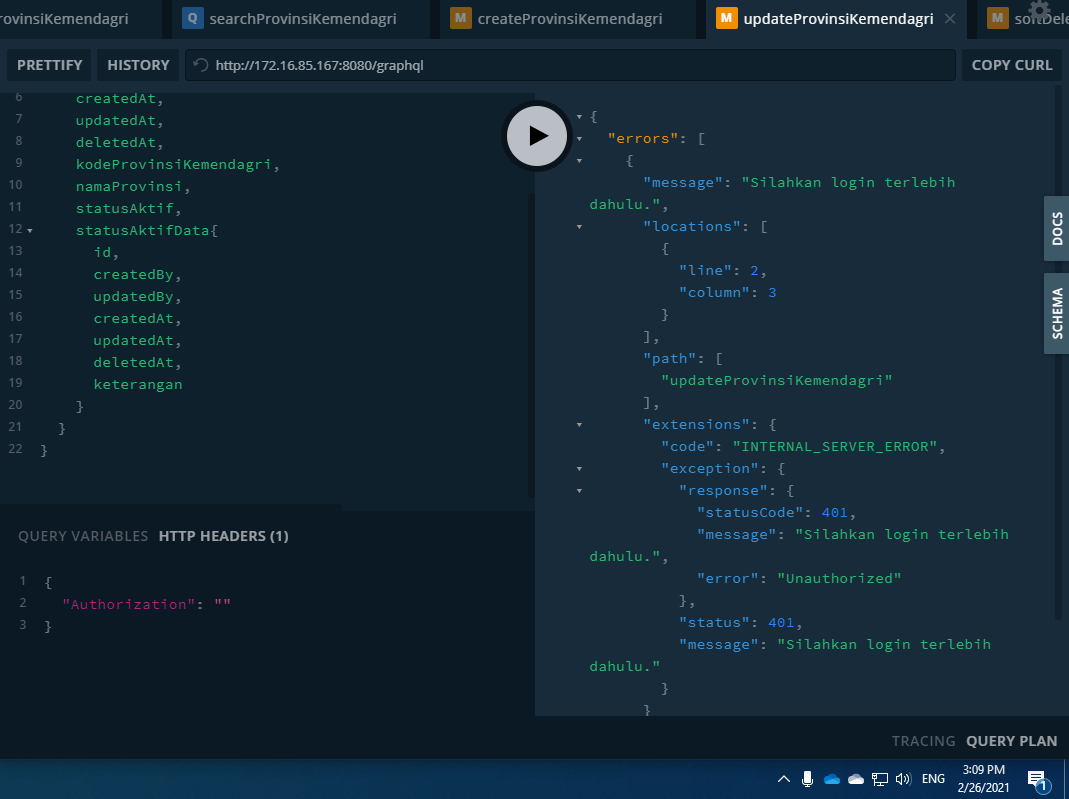 rovinsiKemendagri
Q searchProvinsiKemendagri
M createProvinsiKemendagri
M updateProvinsiKemendagri
M softDele
PRETTIFY HISTORY http://172.16.85.167:8080/graphql COPY CURL
6 createdAt,
7 updatedAt,
8 deletedAt,
9 kodeProvinsiKemendagri,
10 namaProvinsi,
11 statusAktif,
12 statusAktifData{
13 id,
14 createdBy,
15 updatedBy,
16 createdAt,
17 updatedAt,
18 deletedAt,
19 keterangan
20 }
21 }
22 }
QUERY VARIABLES HTTP HEADERS (1)
1 {
2 "Authorization": ""
3 }
{
"errors": [
{
"message": "Silahkan login terlebih
dahulu.",
"locations": [
{
"line": 2,
"column": 3
}
],
"path": [
"updateProvinsiKemendagri"
],
"extensions": {
"code": "INTERNAL_SERVER_ERROR",
"exception": {
"response": {
"statusCode": 401,
"message": "Silahkan login terlebih
dahulu.",
"error": "Unauthorized"
},
"status": 401,
"message": "Silahkan login terlebih
dahulu."
}
}
DOCS
SCHEMA
TRACING QUERY PLAN
ENG
3:09 PM
2/26/2021
1